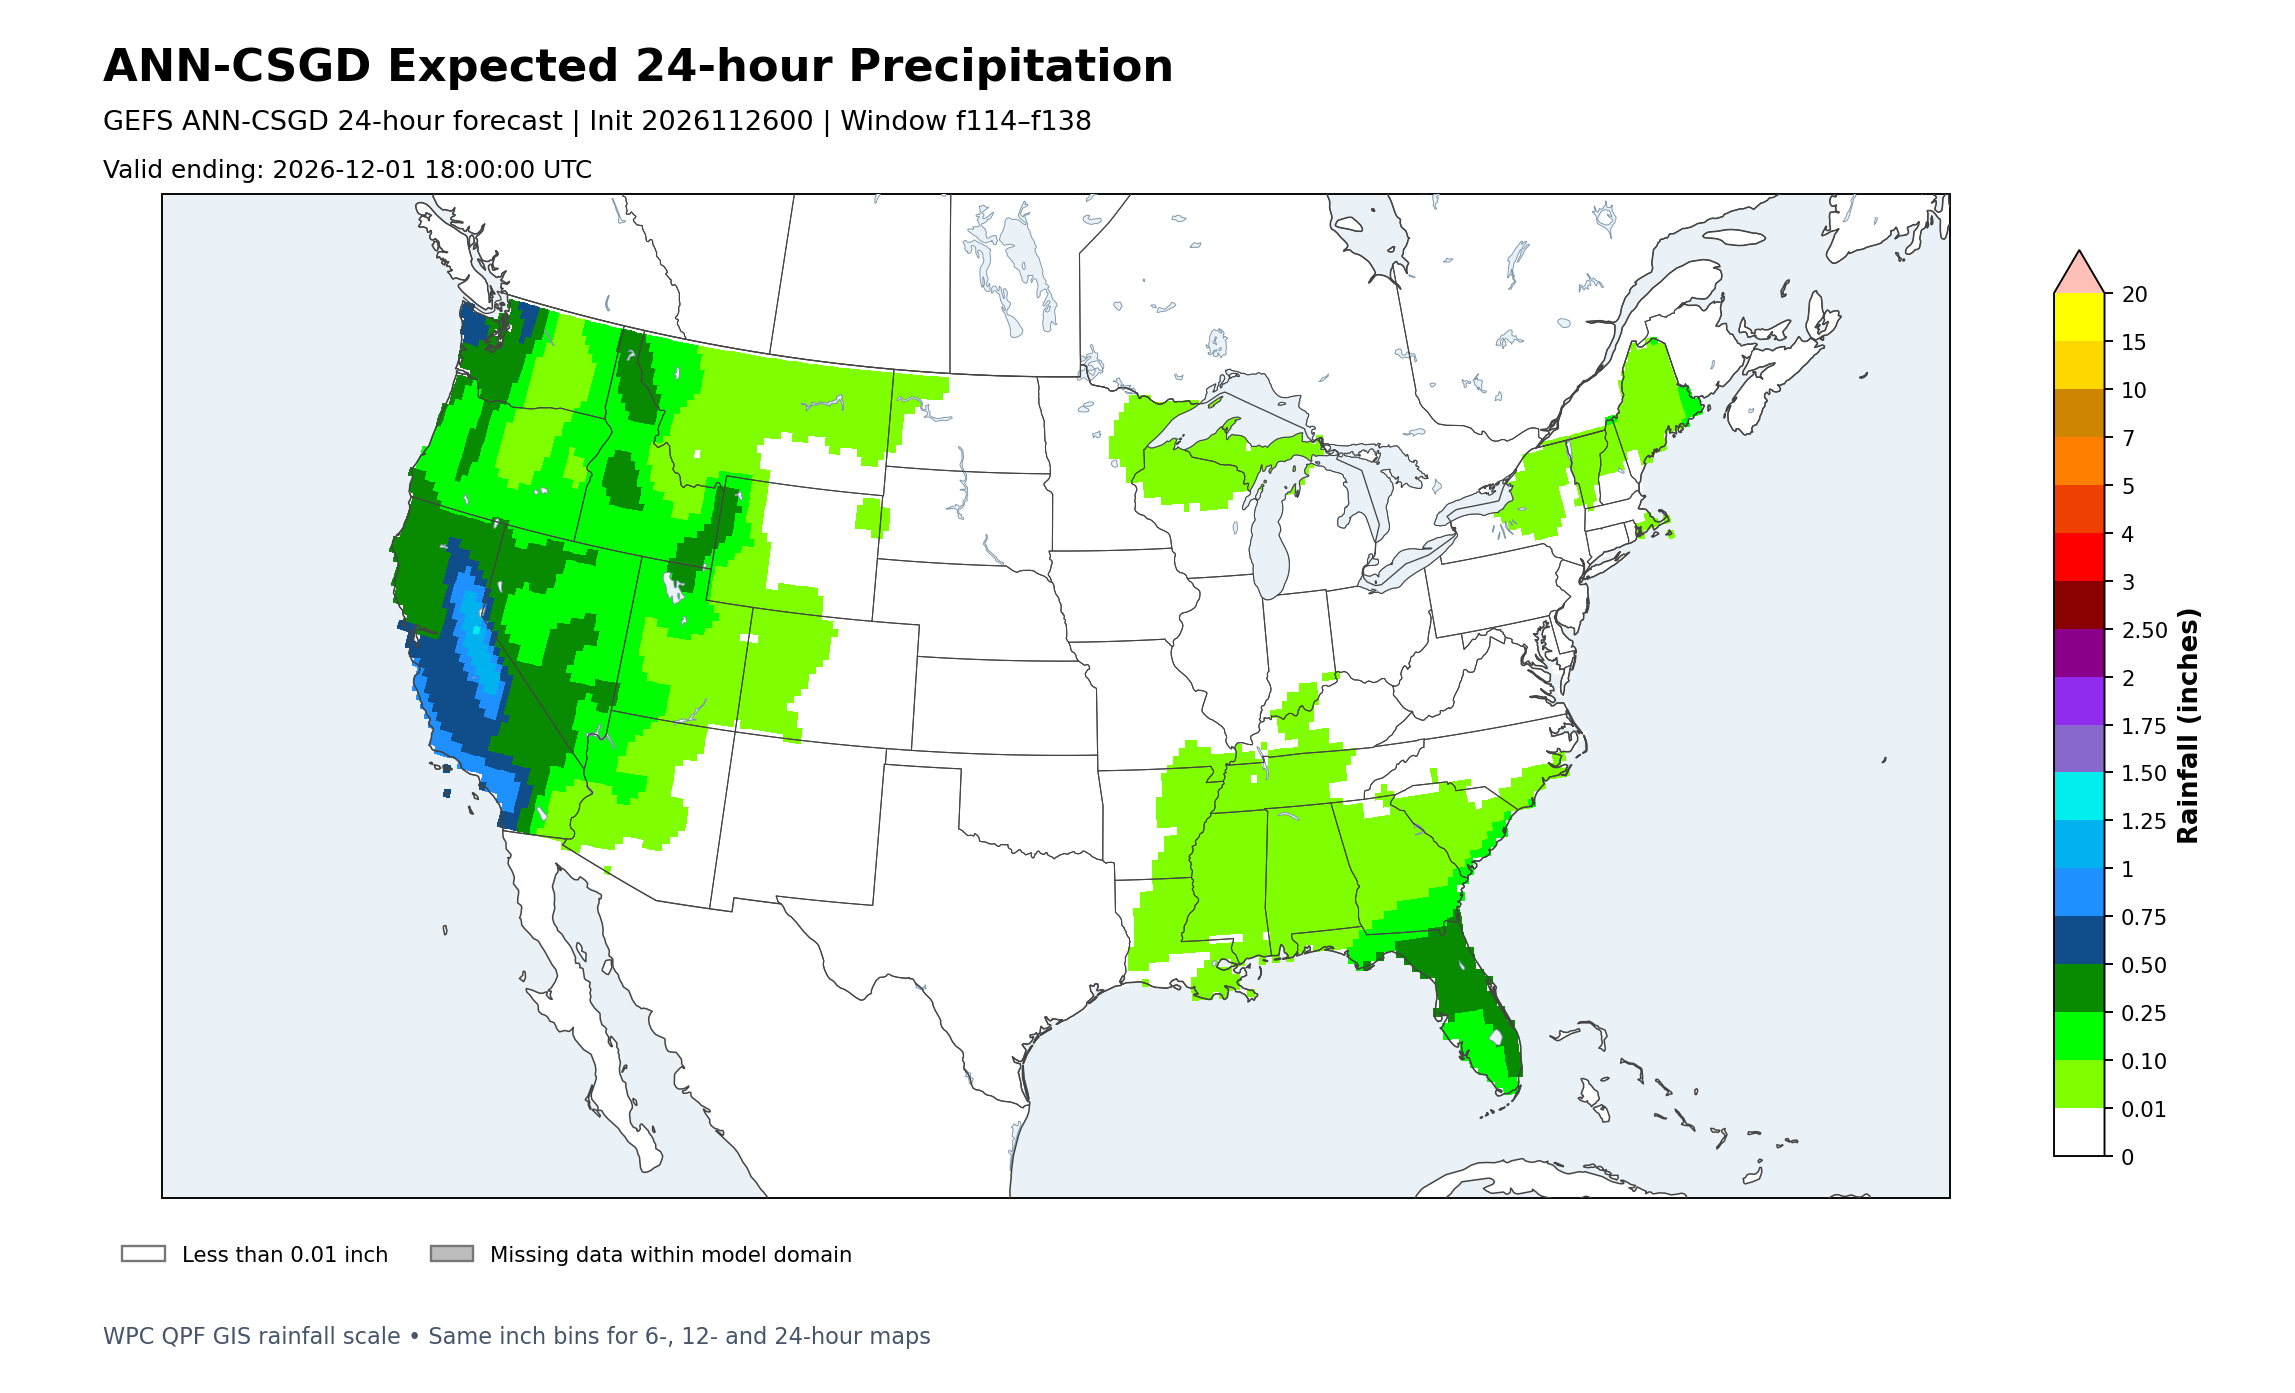 ANN-CSGD Expected 24-hour Precipitation
GEFS ANN-CSGD 24-hour forecast | Init 2026112600 | Window f114–f138
Valid ending: 2026-12-01 18:00:00 UTC
20
15
10
7
5
4
3
2.50
2
1.75
1.50
1.25
1
0.75
0.50
0.25
0.10
0.01
0
Rainfall (inches)
Less than 0.01 inch
Missing data within model domain
WPC QPF GIS rainfall scale • Same inch bins for 6-, 12- and 24-hour maps